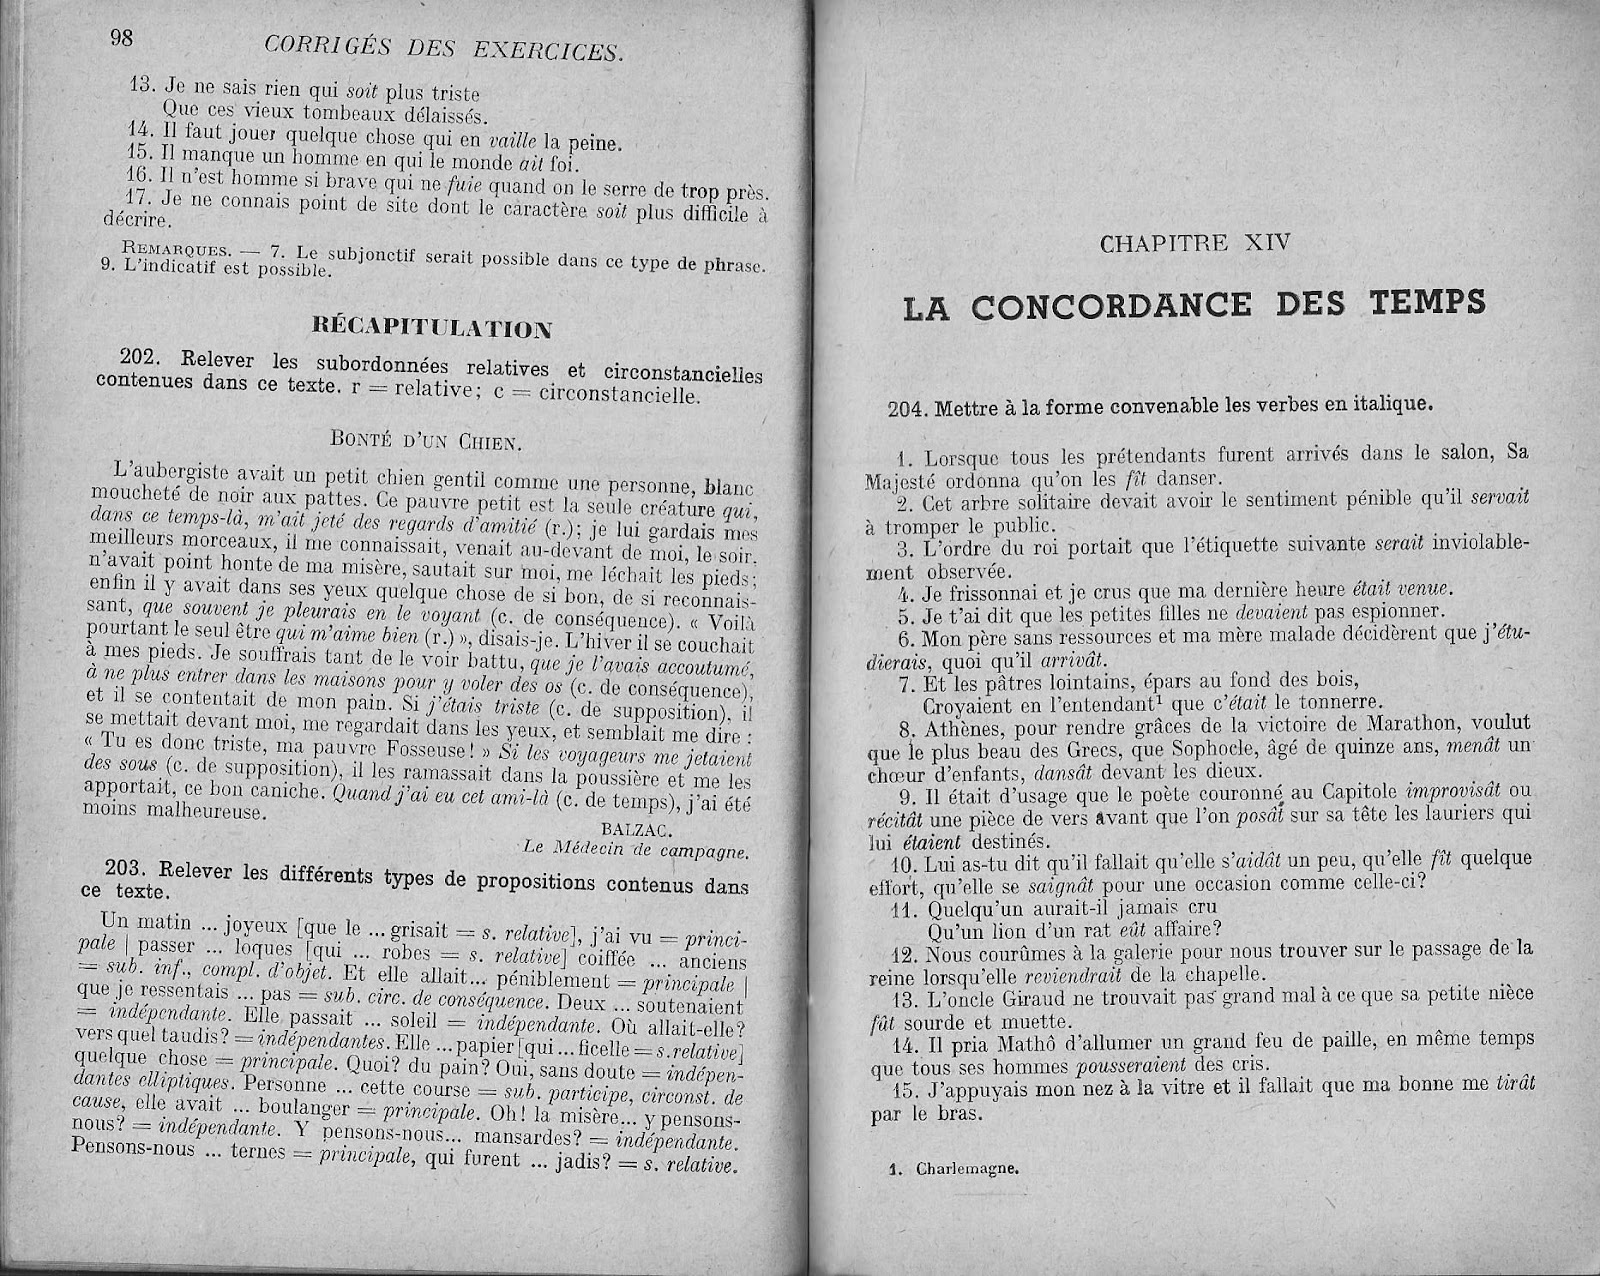 98
CORRIGÉS DES EXERCICES.
13. Je ne sais rien qui soit plus triste
Que ces vieux tombeaux délaissés.
14. Il faut jouer quelque chose qui en vaille la peine.
15. Il manque un homme en qui le monde ait foi.
16. Il n'est homme si brave qui ne fuie quand on le serre de trop près.
17. Je ne connais point de site dont le caractère soit plus difficile à
décrire.
REMARQUES. — 7. Le subjonctif serait possible dans ce type de phrase.
9. L'indicatif est possible.
RÉCAPITULATION
202. Relever les subordonnées relatives et circonstancielles
contenues dans ce texte. r = relative; c = circonstancielle.
BONTÉ D'UN CHIEN.
L'aubergiste avait un petit chien gentil comme une personne, blanc
moucheté de noir aux pattes. Ce pauvre petit est la seule créature qui,
dans ce temps-là, m'ait jeté des regards d'amitié (r.); je lui gardais mes
meilleurs morceaux, il me connaissait, venait au-devant de moi, le soir,
n'avait point honte de ma misère, sautait sur moi, me léchait les pieds;
enfin il y avait dans ses yeux quelque chose de si bon, de si reconnais-
sant, que souvent je pleurais en le voyant (c. de conséquence). « Voilà
pourtant le seul être qui m'aime bien (r.) », disais-je. L'hiver il se couchait
à mes pieds. Je souffrais tant de le voir battu, que je l'avais accoutumé,
à ne plus entrer dans les maisons pour y voler des os (c. de conséquence),
et il se contentait de mon pain. Si j'étais triste (c. de supposition), il
se mettait devant moi, me regardait dans les yeux, et semblait me dire :
« Tu es donc triste, ma pauvre Fosseuse! » Si les voyageurs me jetaient
des sous (c. de supposition), il les ramassait dans la poussière et me les
apportait, ce bon caniche. Quand j'ai eu cet ami-là (c. de temps), j'ai été
moins malheureuse.
BALZAC.
Le Médecin de campagne.
203. Relever les différents types de propositions contenus dans
ce texte.
Un matin ... joyeux [que le ... grisait = s. relative], j'ai vu = princi-
pale | passer ... loques [qui ... robes = s. relative] coiffée ... anciens
= sub. inf., compl. d'objet. Et elle allait... péniblement = principale |
que je ressentais ... pas = sub. circ. de conséquence. Deux ... soutenaient
= indépendante. Elle passait ... soleil = indépendante. Où allait-elle?
vers quel taudis? = indépendantes. Elle ... papier [qui ... ficelle = s. relative]
quelque chose = principale. Quoi? du pain? Oui, sans doute = indépen-
dantes elliptiques. Personne ... cette course = sub. participe, circonst. de
cause, elle avait ... boulanger = principale. Oh! la misère... y pensons-
nous? = indépendante. Y pensons-nous... mansardes? = indépendante.
Pensons-nous ... ternes = principale, qui furent ... jadis? = s. relative.
CHAPITRE XIV
LA CONCORDANCE DES TEMPS
204. Mettre à la forme convenable les verbes en italique.
1. Lorsque tous les prétendants furent arrivés dans le salon, Sa
Majesté ordonna qu'on les fît danser.
2. Cet arbre solitaire devait avoir le sentiment pénible qu'il servait
à tromper le public.
3. L'ordre du roi portait que l'étiquette suivante serait inviolable-
ment observée.
4. Je frissonnai et je crus que ma dernière heure était venue.
5. Je t'ai dit que les petites filles ne devaient pas espionner.
6. Mon père sans ressources et ma mère malade décidèrent que j'étu-
dierais, quoi qu'il arrivât.
7. Et les pâtres lointains, épars au fond des bois,
Croyaient en l'entendant¹ que c'était le tonnerre.
8. Athènes, pour rendre grâces de la victoire de Marathon, voulut
que le plus beau des Grecs, que Sophocle, âgé de quinze ans, menât un
chœur d'enfants, dansât devant les dieux.
9. Il était d'usage que le poète couronné au Capitole improvisât ou
récitât une pièce de vers avant que l'on posât sur sa tête les lauriers qui
lui étaient destinés.
10. Lui as-tu dit qu'il fallait qu'elle s'aidât un peu, qu'elle fît quelque
effort, qu'elle se saignât pour une occasion comme celle-ci?
11. Quelqu'un aurait-il jamais cru
Qu'un lion d'un rat eût affaire?
12. Nous courûmes à la galerie pour nous trouver sur le passage de la
reine lorsqu'elle reviendrait de la chapelle.
13. L'oncle Giraud ne trouvait pas grand mal à ce que sa petite nièce
fût sourde et muette.
14. Il pria Mathô d'allumer un grand feu de paille, en même temps
que tous ses hommes pousseraient des cris.
15. J'appuyais mon nez à la vitre et il fallait que ma bonne me tirât
par le bras.
1. Charlemagne.